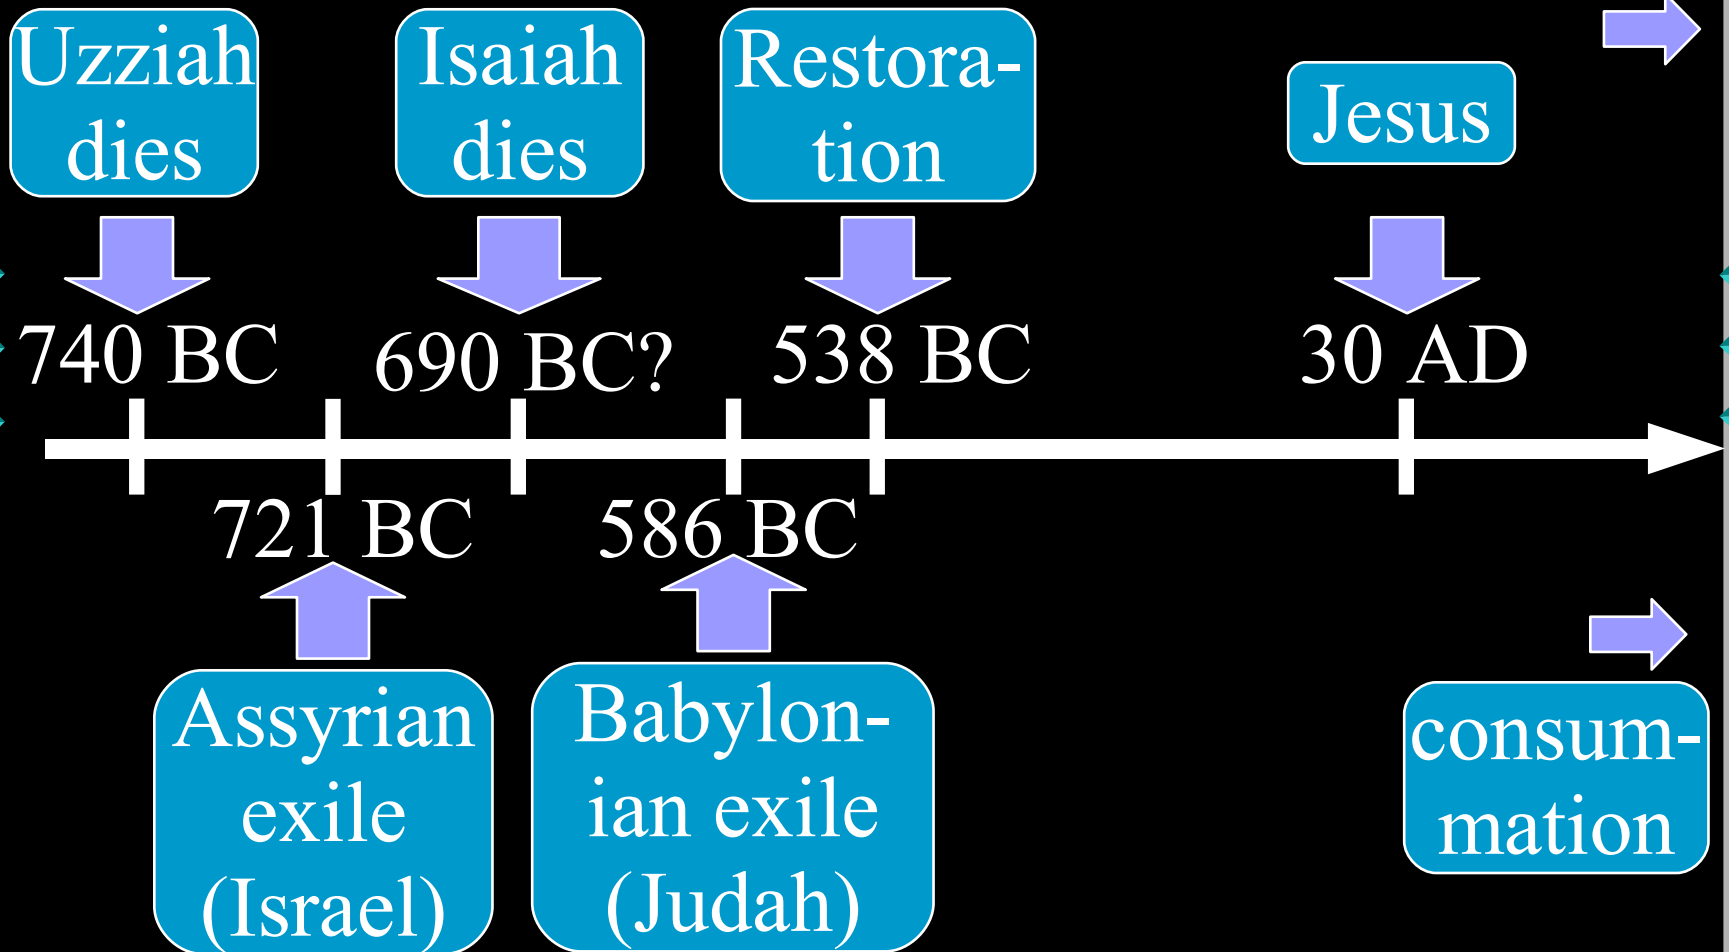 Uzziah
dies
Isaiah
dies
Restora-
tion
Jesus
740 BC
690 BC?
538 BC
30 AD
721 BC
586 BC
Assyrian
exile
(Israel)
Babylon-
ian exile
(Judah)
consum-
mation